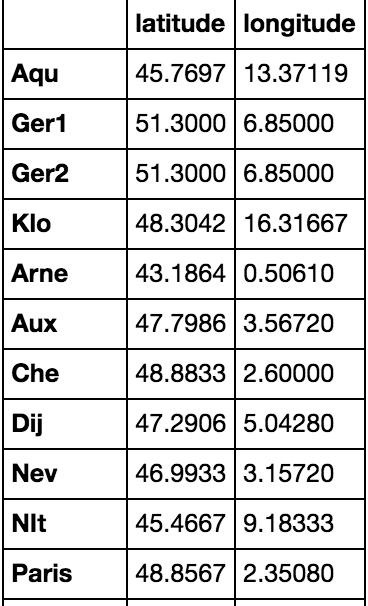 latitude longitude
Aqu 45.7697 13.37119
Ger1 51.3000 6.85000
Ger2 51.3000 6.85000
Klo 48.3042 16.31667
Arne 43.1864 0.50610
Aux 47.7986 3.56720
Che 48.8833 2.60000
Dij 47.2906 5.04280
Nev 46.9933 3.15720
NIt 45.4667 9.18333
Paris 48.8567 2.35080